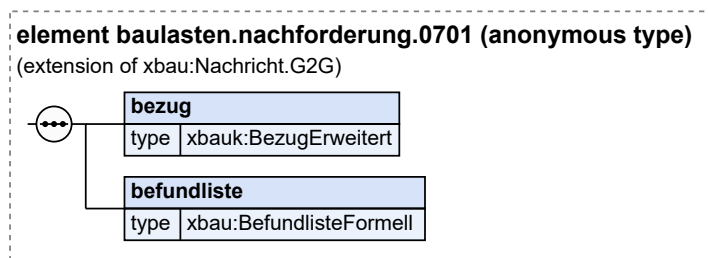 element baulasten.nachforderung.0701 (anonymous type)
(extension of xbau:Nachricht.G2G)
bezug
type xbauk:BezugErweitert
befundliste
type xbau:BefundlisteFormell